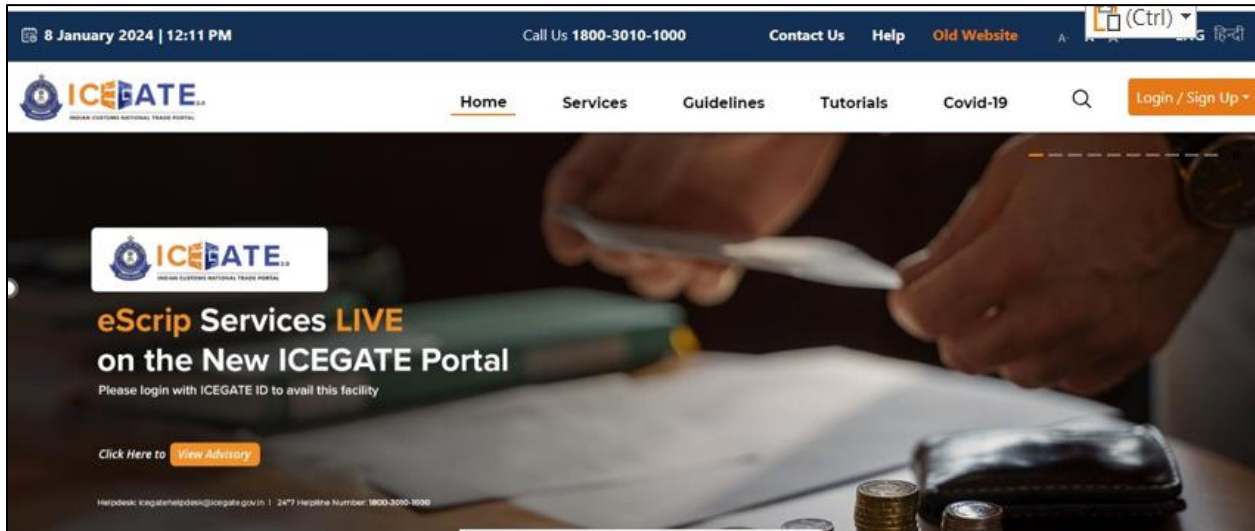 8 January 2024 | 12:11 PM Call Us 1800-3010-1000 Contact Us Help Old Website A- हिन्दी
(Ctrl)
ICEGATE
INDIAN CUSTOMS NATIONAL TRADE PORTAL
Home Services Guidelines Tutorials Covid-19 Login / Sign Up
ICEGATE
INDIAN CUSTOMS NATIONAL TRADE PORTAL
eScrip Services LIVE
on the New ICEGATE Portal
Please login with ICEGATE ID to avail this facility
Click Here to View Advisory
Helpdesk: icegatehelpdesk@icegate.gov.in | 24*7 Helpline Number: 1800-3010-1000